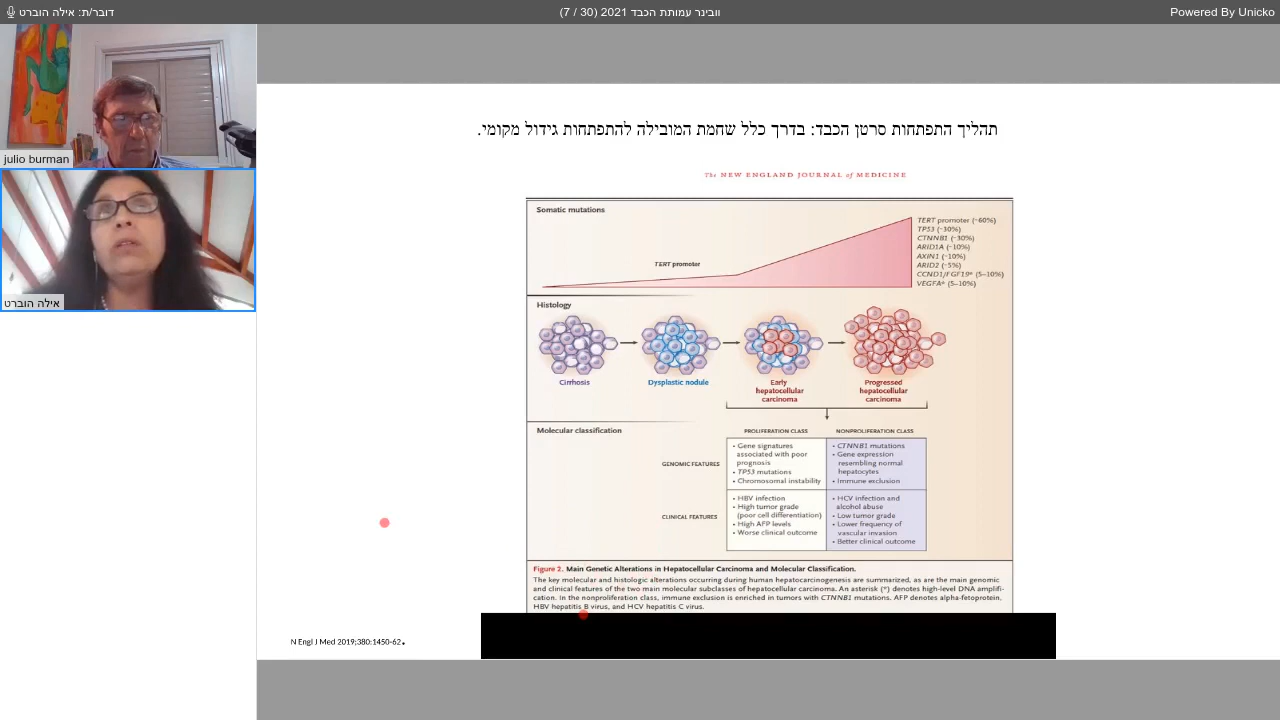 דובר/ת: אילה הוברט
וובינר עמותת הכבד 2021 (30 / 7)
Powered By Unicko
julio burman
אילה הוברט
תהליך התפתחות סרטן הכבד: בדרך כלל שחמת המובילה להתפתחות גידול מקומי.
The NEW ENGLAND JOURNAL of MEDICINE
Somatic mutations
TERT promoter
TERT promoter (~60%)
TP53 (~30%)
CTNNB1 (~30%)
ARID1A (~10%)
AXIN1 (~10%)
ARID2 (~5%)
CCND1/FGF19* (5–10%)
VEGFA* (5–10%)
Histology
Cirrhosis
Dysplastic nodule
Early
hepatocellular
carcinoma
Progressed
hepatocellular
carcinoma
Molecular classification
PROLIFERATION CLASS
NONPROLIFERATION CLASS
GENOMIC FEATURES
• Gene signatures
associated with poor
prognosis
• TP53 mutations
• Chromosomal instability
• CTNNB1 mutations
• Gene expression
resembling normal
hepatocytes
• Immune exclusion
CLINICAL FEATURES
• HBV infection
• High tumor grade
(poor cell differentiation)
• High AFP levels
• Worse clinical outcome
• HCV infection and
alcohol abuse
• Low tumor grade
• Lower frequency of
vascular invasion
• Better clinical outcome
Figure 2. Main Genetic Alterations in Hepatocellular Carcinoma and Molecular Classification.
The key molecular and histologic alterations occurring during human hepatocarcinogenesis are summarized, as are the main genomic
and clinical features of the two main molecular subclasses of hepatocellular carcinoma. An asterisk (*) denotes high-level DNA amplifi-
cation. In the nonproliferation class, immune exclusion is enriched in tumors with CTNNB1 mutations. AFP denotes alpha-fetoprotein,
HBV hepatitis B virus, and HCV hepatitis C virus.
N Engl J Med 2019;380:1450-62.